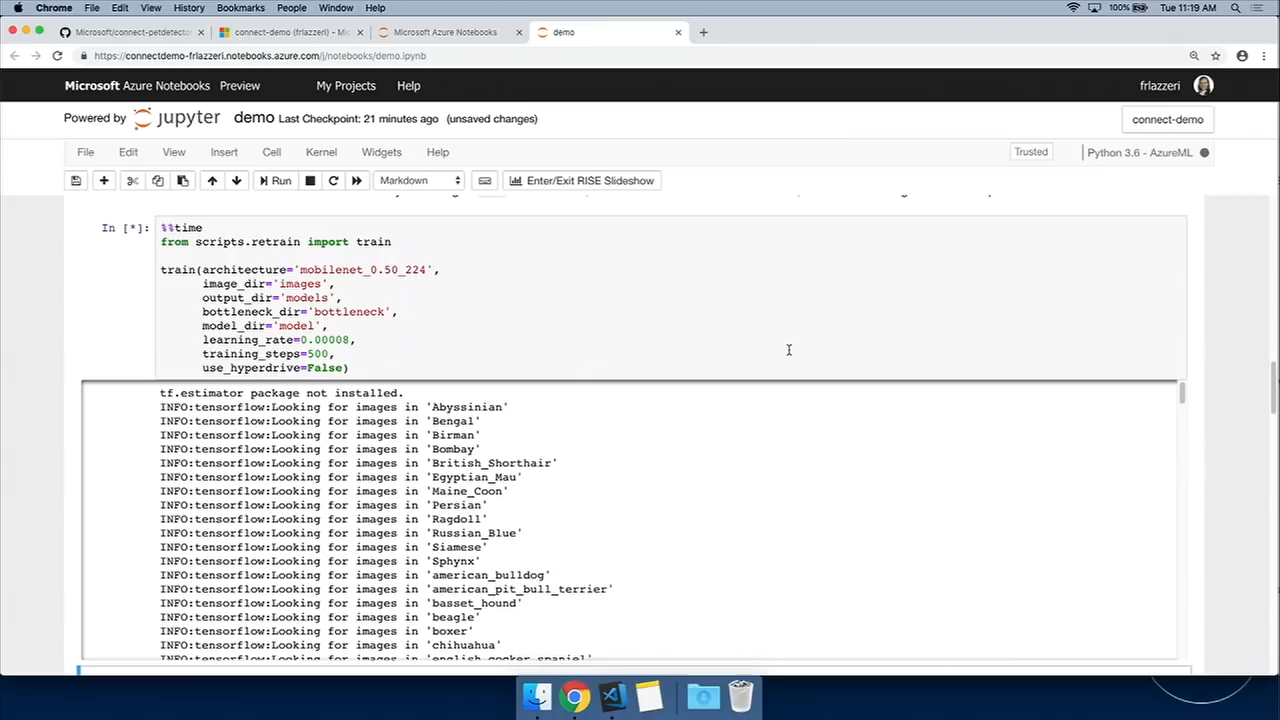 Chrome File Edit View History Bookmarks People Window Help 100% Tue 11:19 AM
Microsoft/connect-petdetector connect-demo (frlazzeri) - Mic Microsoft Azure Notebooks demo
https://connectdemo-frlazzeri.notebooks.azure.com/j/notebooks/demo.ipynb
Microsoft Azure Notebooks Preview My Projects Help frlazzeri
Powered by jupyter demo Last Checkpoint: 21 minutes ago (unsaved changes) connect-demo
File Edit View Insert Cell Kernel Widgets Help Trusted Python 3.6 - AzureML
Run Markdown Enter/Exit RISE Slideshow
In [*]: %%time
from scripts.retrain import train
train(architecture='mobilenet_0.50_224',
image_dir='images',
output_dir='models',
bottleneck_dir='bottleneck',
model_dir='model',
learning_rate=0.00008,
training_steps=500,
use_hyperdrive=False)
tf.estimator package not installed.
INFO:tensorflow:Looking for images in 'Abyssinian'
INFO:tensorflow:Looking for images in 'Bengal'
INFO:tensorflow:Looking for images in 'Birman'
INFO:tensorflow:Looking for images in 'Bombay'
INFO:tensorflow:Looking for images in 'British_Shorthair'
INFO:tensorflow:Looking for images in 'Egyptian_Mau'
INFO:tensorflow:Looking for images in 'Maine_Coon'
INFO:tensorflow:Looking for images in 'Persian'
INFO:tensorflow:Looking for images in 'Ragdoll'
INFO:tensorflow:Looking for images in 'Russian_Blue'
INFO:tensorflow:Looking for images in 'Siamese'
INFO:tensorflow:Looking for images in 'Sphynx'
INFO:tensorflow:Looking for images in 'american_bulldog'
INFO:tensorflow:Looking for images in 'american_pit_bull_terrier'
INFO:tensorflow:Looking for images in 'basset_hound'
INFO:tensorflow:Looking for images in 'beagle'
INFO:tensorflow:Looking for images in 'boxer'
INFO:tensorflow:Looking for images in 'chihuahua'
INFO:tensorflow:Looking for images in 'english_cocker_spaniel'